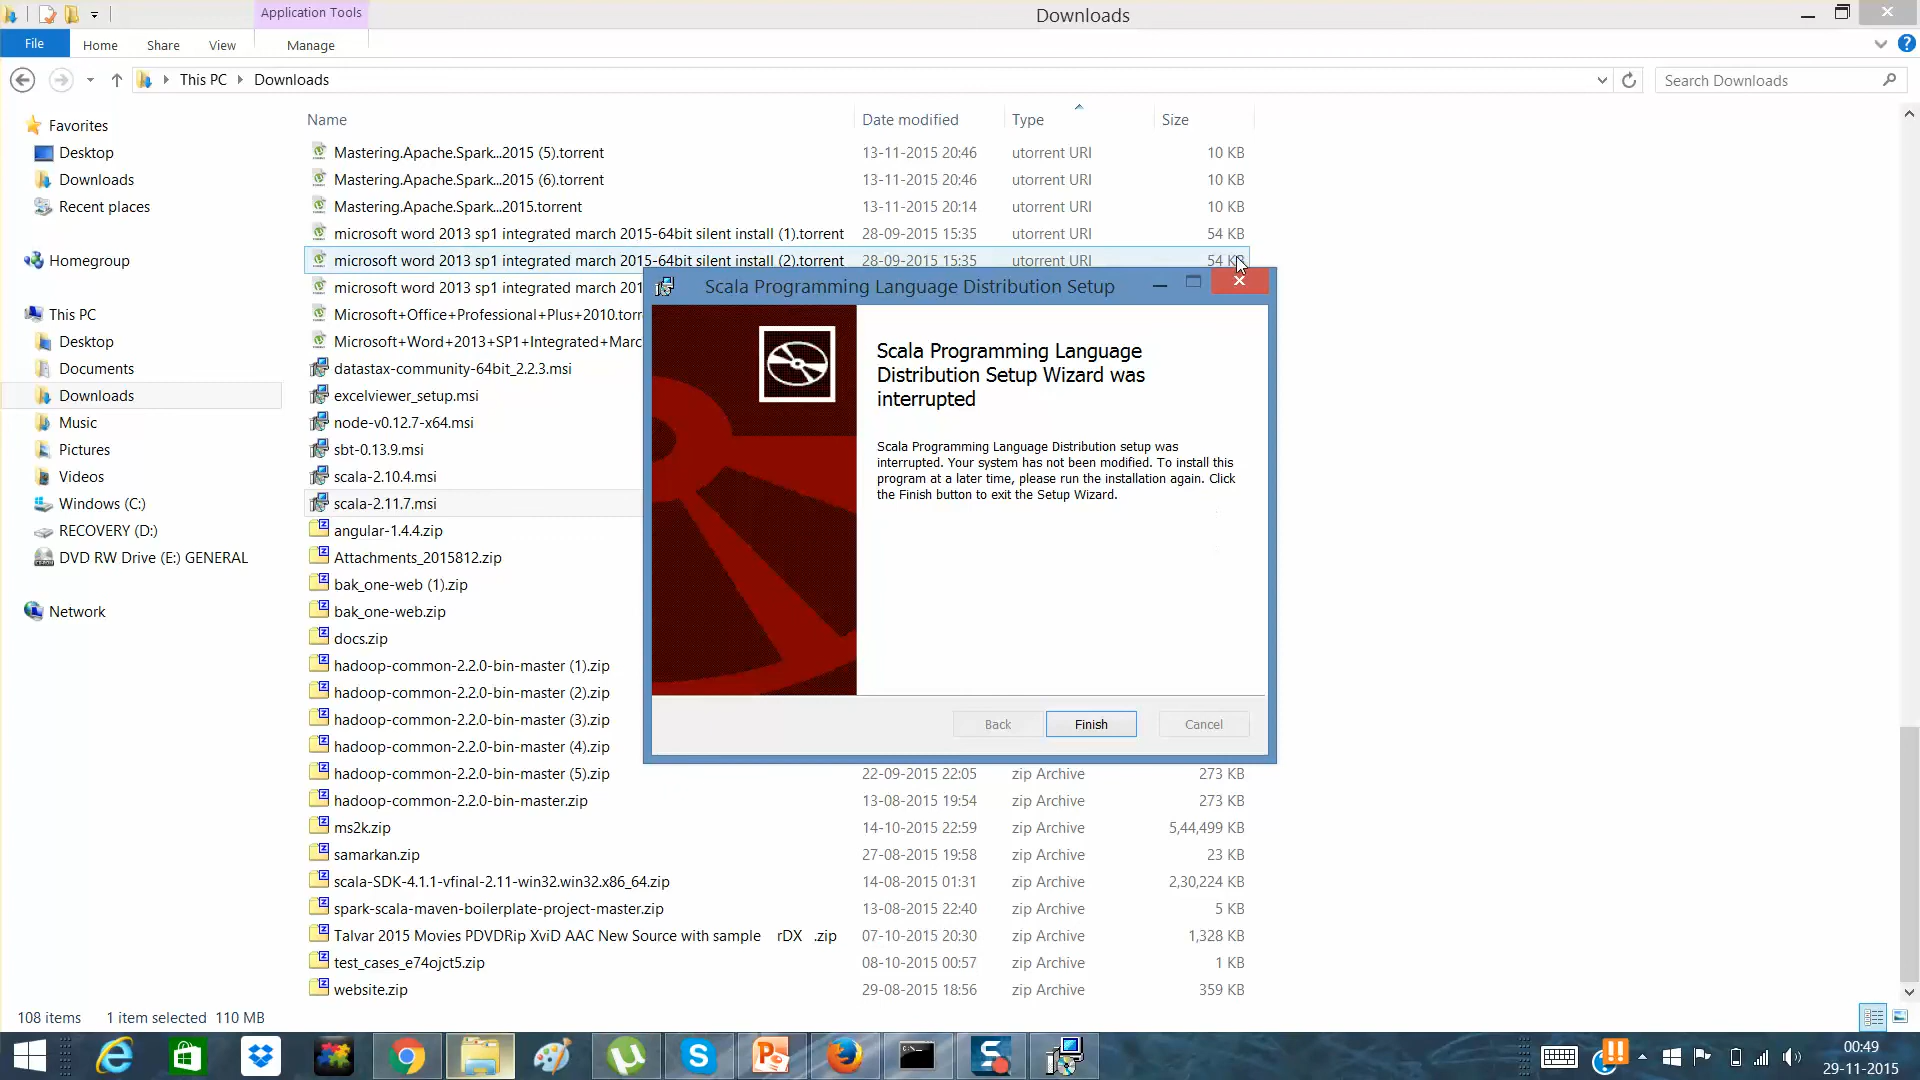 Application Tools
Downloads
File Home Share View Manage
This PC Downloads
Search Downloads
Name Date modified Type Size
Favorites
Desktop
Downloads
Recent places
Homegroup
This PC
Desktop
Documents
Downloads
Music
Pictures
Videos
Windows (C:)
RECOVERY (D:)
DVD RW Drive (E:) GENERAL
Network
Mastering.Apache.Spark...2015 (5).torrent 13-11-2015 20:46 utorrent URI 10 KB
Mastering.Apache.Spark...2015 (6).torrent 13-11-2015 20:46 utorrent URI 10 KB
Mastering.Apache.Spark...2015.torrent 13-11-2015 20:14 utorrent URI 10 KB
microsoft word 2013 sp1 integrated march 2015-64bit silent install (1).torrent 28-09-2015 15:35 utorrent URI 54 KB
microsoft word 2013 sp1 integrated march 2015-64bit silent install (2).torrent 28-09-2015 15:35 utorrent URI 54 KB
microsoft word 2013 sp1 integrated march 201
Microsoft+Office+Professional+Plus+2010.torr
Microsoft+Word+2013+SP1+Integrated+Marc
datastax-community-64bit_2.2.3.msi
excelviewer_setup.msi
node-v0.12.7-x64.msi
sbt-0.13.9.msi
scala-2.10.4.msi
scala-2.11.7.msi
angular-1.4.4.zip
Attachments_2015812.zip
bak_one-web (1).zip
bak_one-web.zip
docs.zip
hadoop-common-2.2.0-bin-master (1).zip
hadoop-common-2.2.0-bin-master (2).zip
hadoop-common-2.2.0-bin-master (3).zip
hadoop-common-2.2.0-bin-master (4).zip
hadoop-common-2.2.0-bin-master (5).zip 22-09-2015 22:05 zip Archive 273 KB
hadoop-common-2.2.0-bin-master.zip 13-08-2015 19:54 zip Archive 273 KB
ms2k.zip 14-10-2015 22:59 zip Archive 5,44,499 KB
samarkan.zip 27-08-2015 19:58 zip Archive 23 KB
scala-SDK-4.1.1-vfinal-2.11-win32.win32.x86_64.zip 14-08-2015 01:31 zip Archive 2,30,224 KB
spark-scala-maven-boilerplate-project-master.zip 13-08-2015 22:40 zip Archive 5 KB
Talvar 2015 Movies PDVDRip XviD AAC New Source with sample rDX .zip 07-10-2015 20:30 zip Archive 1,328 KB
test_cases_e74ojct5.zip 08-10-2015 00:57 zip Archive 1 KB
website.zip 29-08-2015 18:56 zip Archive 359 KB
Scala Programming Language Distribution Setup
Scala Programming Language
Distribution Setup Wizard was
interrupted
Scala Programming Language Distribution setup was
interrupted. Your system has not been modified. To install this
program at a later time, please run the installation again. Click
the Finish button to exit the Setup Wizard.
Back Finish Cancel
108 items 1 item selected 110 MB
00:49
29-11-2015